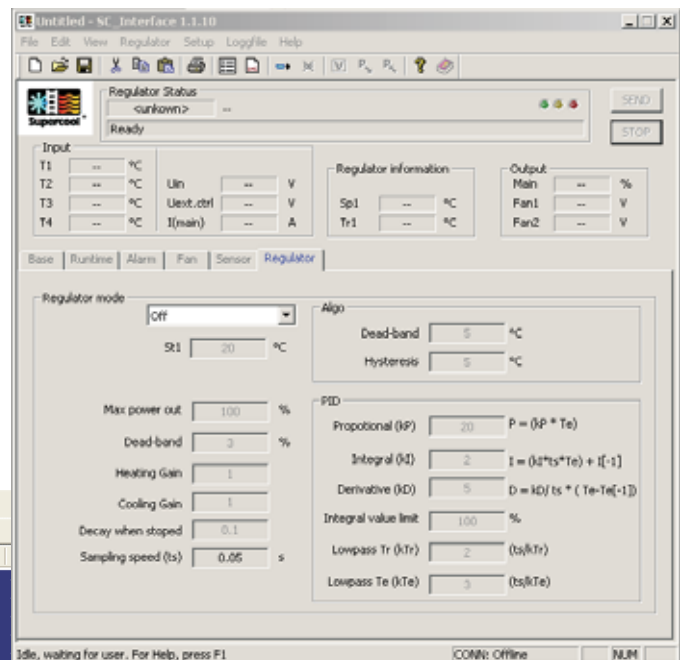 Untitled - SC_Interface 1.1.10
File Edit View Regulator Setup Loggfile Help
Supercool
Regulator Status
<unkown> --
Ready
SEND
STOP
Input
T1 -- °C
T2 -- °C Uin -- V
T3 -- °C Uext.ctrl -- V
T4 -- °C I(main) -- A
Regulator information
Sp1 -- °C
Tr1 -- °C
Output
Main -- %
Fan1 -- V
Fan2 -- V
Base Runtime Alarm Fan Sensor Regulator
Regulator mode
Off
St1 20 °C
Max power out 100 %
Dead-band 3 %
Heating Gain 1
Cooling Gain 1
Decay when stoped 0.1
Sampling speed (ts) 0.05 s
Algo
Dead-band 5 °C
Hysteresis 5 °C
PID
Propotional (kP) 20 P = (kP * Te)
Integral (kI) 2 I = (kI*ts*Te) + I[-1]
Derivative (kD) 5 D = kD/ ts * ( Te-Te[-1])
Integral value limit 100 %
Lowpass Tr (kTr) 2 (ts/kTr)
Lowpass Te (kTe) 3 (ts/kTe)
Idle, waiting for user. For Help, press F1 CONN: Offline NUM